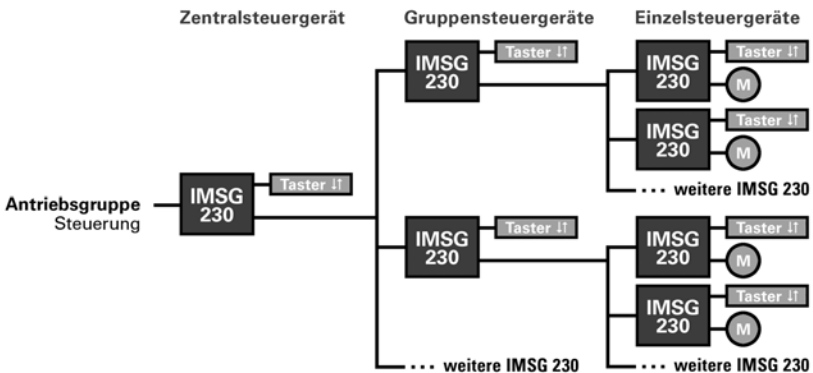 Zentralsteuergerät
Gruppensteuergeräte
Einzelsteuergeräte
IMSG
230
Taster ↓↑
IMSG
230
Taster ↓↑
M
IMSG
230
Taster ↓↑
M
··· weitere IMSG 230
Antriebsgruppe
Steuerung
IMSG
230
Taster ↓↑
IMSG
230
Taster ↓↑
IMSG
230
Taster ↓↑
M
IMSG
230
Taster ↓↑
M
··· weitere IMSG 230
··· weitere IMSG 230